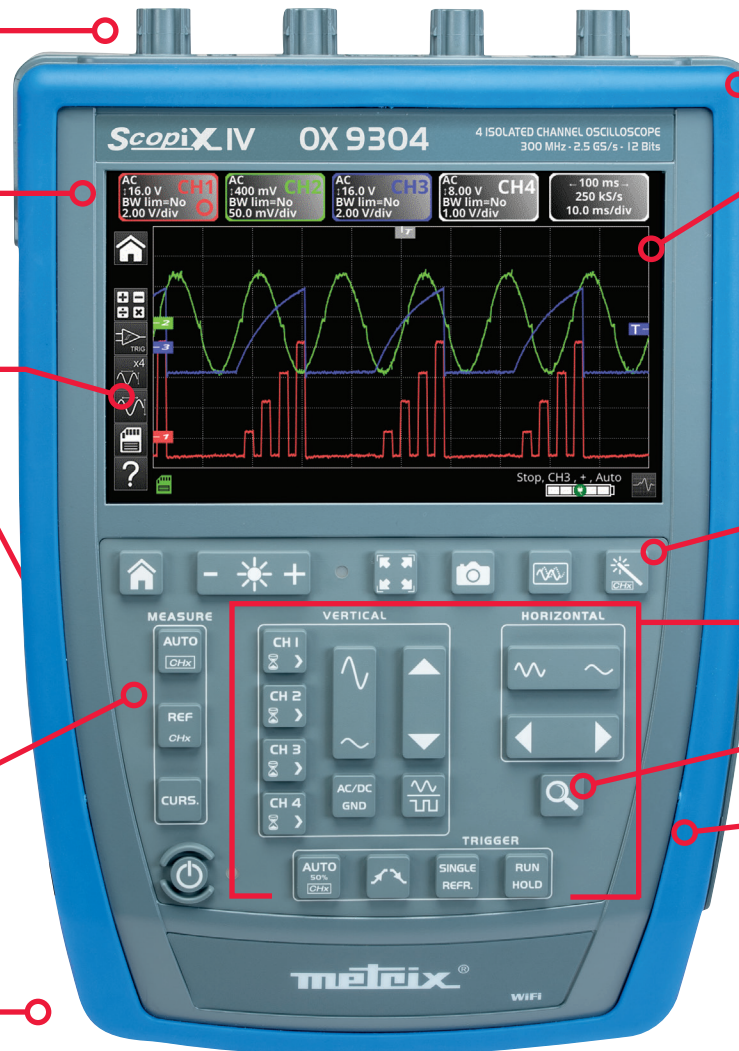 ScopiX IV OX 9304
4 ISOLATED CHANNEL OSCILLOSCOPE
300 MHz · 2.5 GS/s · 12 Bits
AC
↕16.0 V CH1
BW lim=No
2.00 V/div
AC
↕400 mV CH2
BW lim=No
50.0 mV/div
AC
↕16.0 V CH3
BW lim=No
2.00 V/div
AC
↕8.00 V CH4
BW lim=No
1.00 V/div
←100 ms→
250 kS/s
10.0 ms/div
T
2
T
3
TRIG
x4
1
?
Stop, CH3 , + , Auto
- +
CHx
MEASURE
AUTO
CHx
REF
CHx
CURS.
VERTICAL
CH 1
CH 2
CH 3
CH 4
AC/DC
GND
HORIZONTAL
TRIGGER
AUTO
50%
CHx
SINGLE
REFR.
RUN
HOLD
metrix ®
WiFi